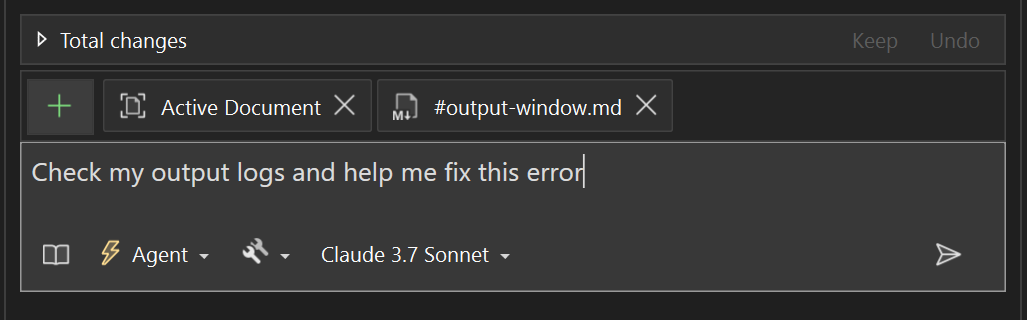 Total changes Keep Undo
Active Document #output-window.md
Check my output logs and help me fix this error
Agent Claude 3.7 Sonnet